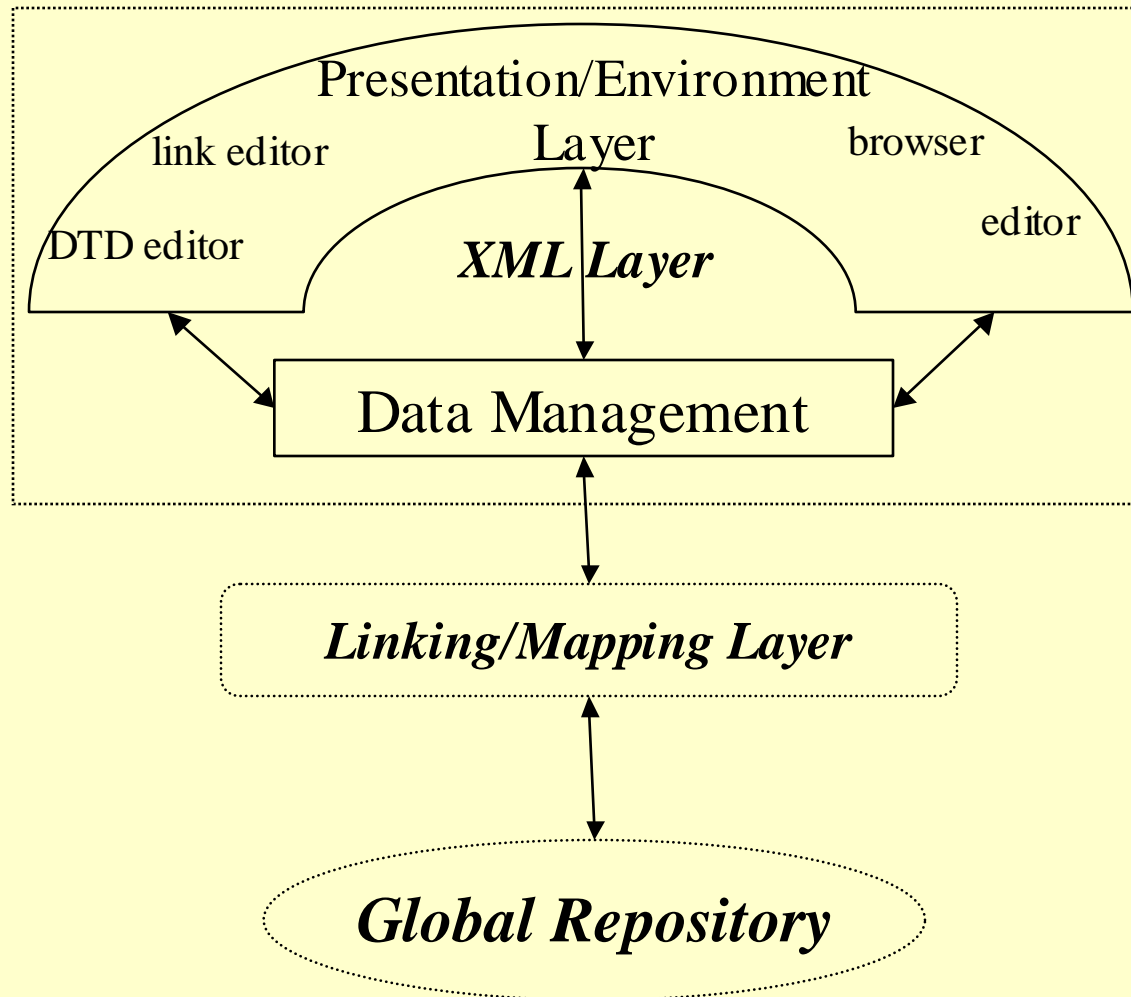 Presentation/Environment
Layer
link editor
browser
DTD editor
editor
XML Layer
Data Management
Linking/Mapping Layer
Global Repository